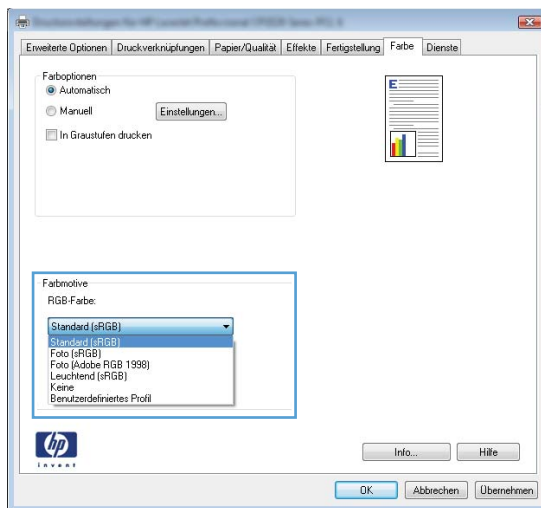 Erweiterte Optionen Druckverknüpfungen Papier/Qualität Effekte Fertigstellung Farbe Dienste
Farboptionen
Automatisch
Manuell Einstellungen...
In Graustufen drucken
E
Farbmotive
RGB-Farbe:
Standard (sRGB)
Standard (sRGB)
Foto (sRGB)
Foto (Adobe RGB 1998)
Leuchtend (sRGB)
Keine
Benutzerdefiniertes Profil
hp
invent
Info... Hilfe
OK Abbrechen Übernehmen